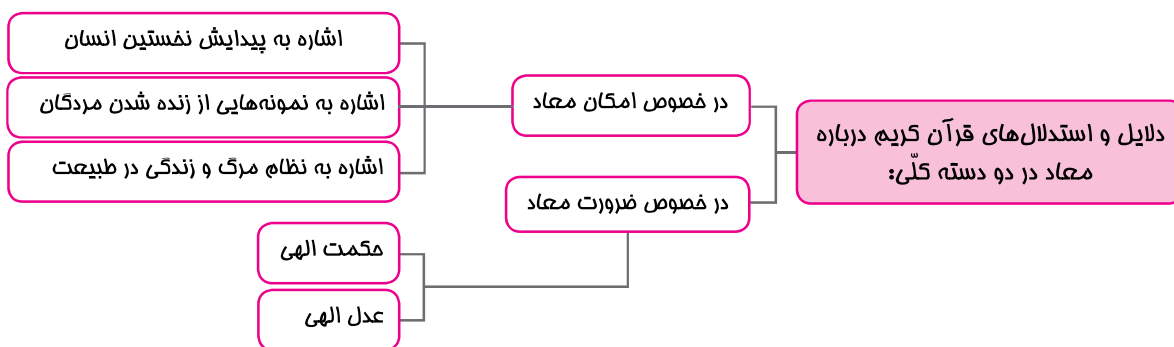 دلایل و استدلال‌های قرآن کریم درباره
معاد در دو دسته کلّی:
در خصوص امکان معاد
اشاره به پیدایش نخستین انسان
اشاره به نمونه‌هایی از زنده شدن مردگان
اشاره به نظام مرگ و زندگی در طبیعت
در خصوص ضرورت معاد
حکمت الهی
عدل الهی